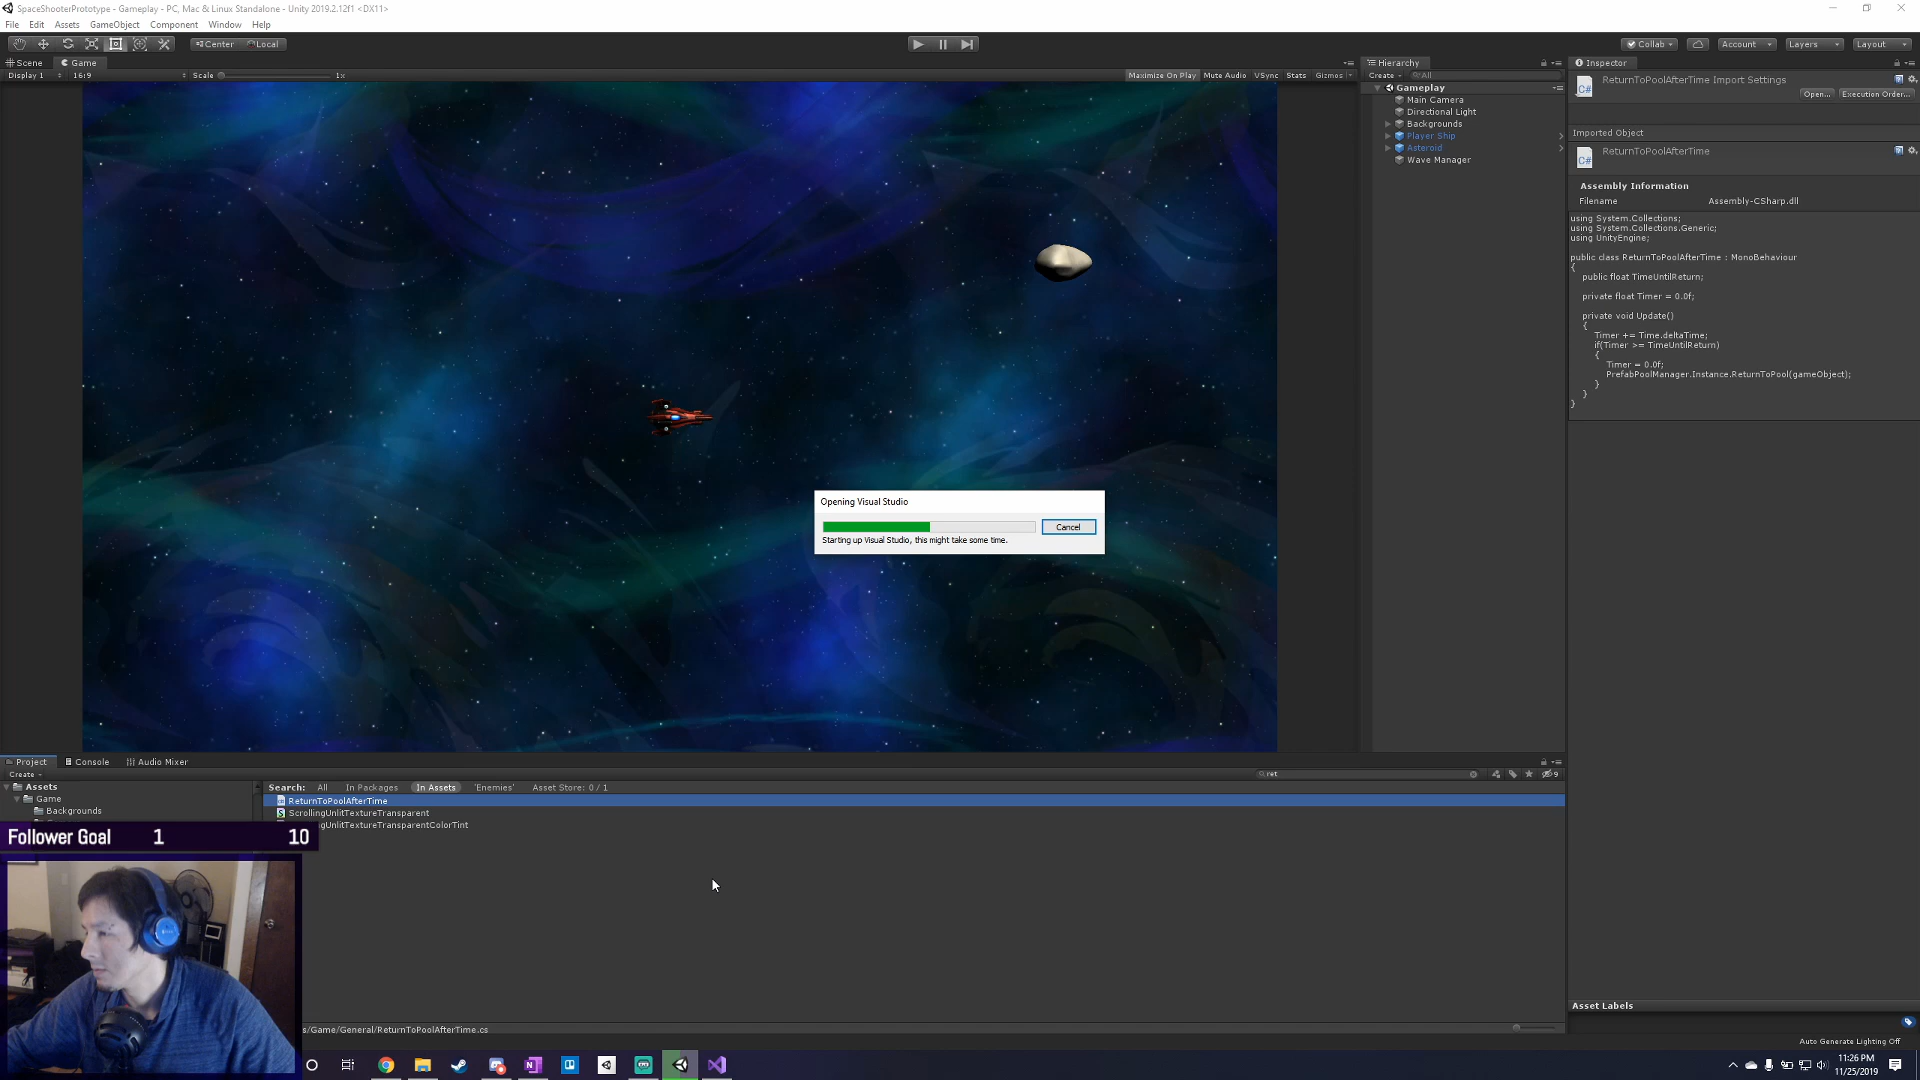 SpaceShooterPrototype - Gameplay - PC, Mac & Linux Standalone - Unity 2019.2.12f1 <DX11>
File Edit Assets GameObject Component Window Help
Center Local
Collab Account Layers Layout
Scene Game
Display 1 16:9 Scale 1x
Maximize On Play Mute Audio VSync Stats Gizmos
Hierarchy
Create All
Gameplay
Main Camera
Directional Light
Backgrounds
Player Ship
Asteroid
Wave Manager
Inspector
ReturnToPoolAfterTime Import Settings
Open... Execution Order...
Imported Object
ReturnToPoolAfterTime
Assembly Information
Filename Assembly-CSharp.dll
using System.Collections;
using System.Collections.Generic;
using UnityEngine;
public class ReturnToPoolAfterTime : MonoBehaviour
{
public float TimeUntilReturn;
private float Timer = 0.0f;
private void Update()
{
Timer += Time.deltaTime;
if(Timer >= TimeUntilReturn)
{
Timer = 0.0f;
PrefabPoolManager.Instance.ReturnToPool(gameObject);
}
}
}
Opening Visual Studio
Cancel
Starting up Visual Studio, this might take some time.
Project Console Audio Mixer
Create
ret
9
Assets
Game
Backgrounds
Search: All In Packages In Assets 'Enemies' Asset Store: 0 / 1
ReturnToPoolAfterTime
ScrollingUnlitTextureTransparent
gUnlitTextureTransparentColorTint
Follower Goal 1 10
s/Game/General/ReturnToPoolAfterTime.cs
Asset Labels
Auto Generate Lighting Off
11:26 PM
11/25/2019